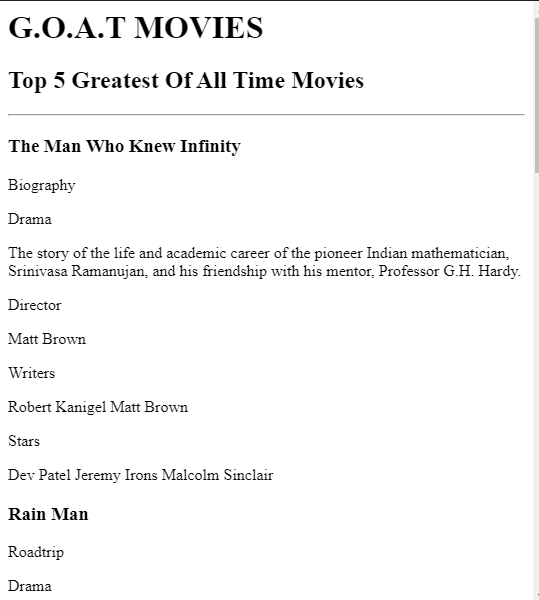 G.O.A.T MOVIES
Top 5 Greatest Of All Time Movies
The Man Who Knew Infinity
Biography
Drama
The story of the life and academic career of the pioneer Indian mathematician,
Srinivasa Ramanujan, and his friendship with his mentor, Professor G.H. Hardy.
Director
Matt Brown
Writers
Robert Kanigel Matt Brown
Stars
Dev Patel Jeremy Irons Malcolm Sinclair
Rain Man
Roadtrip
Drama